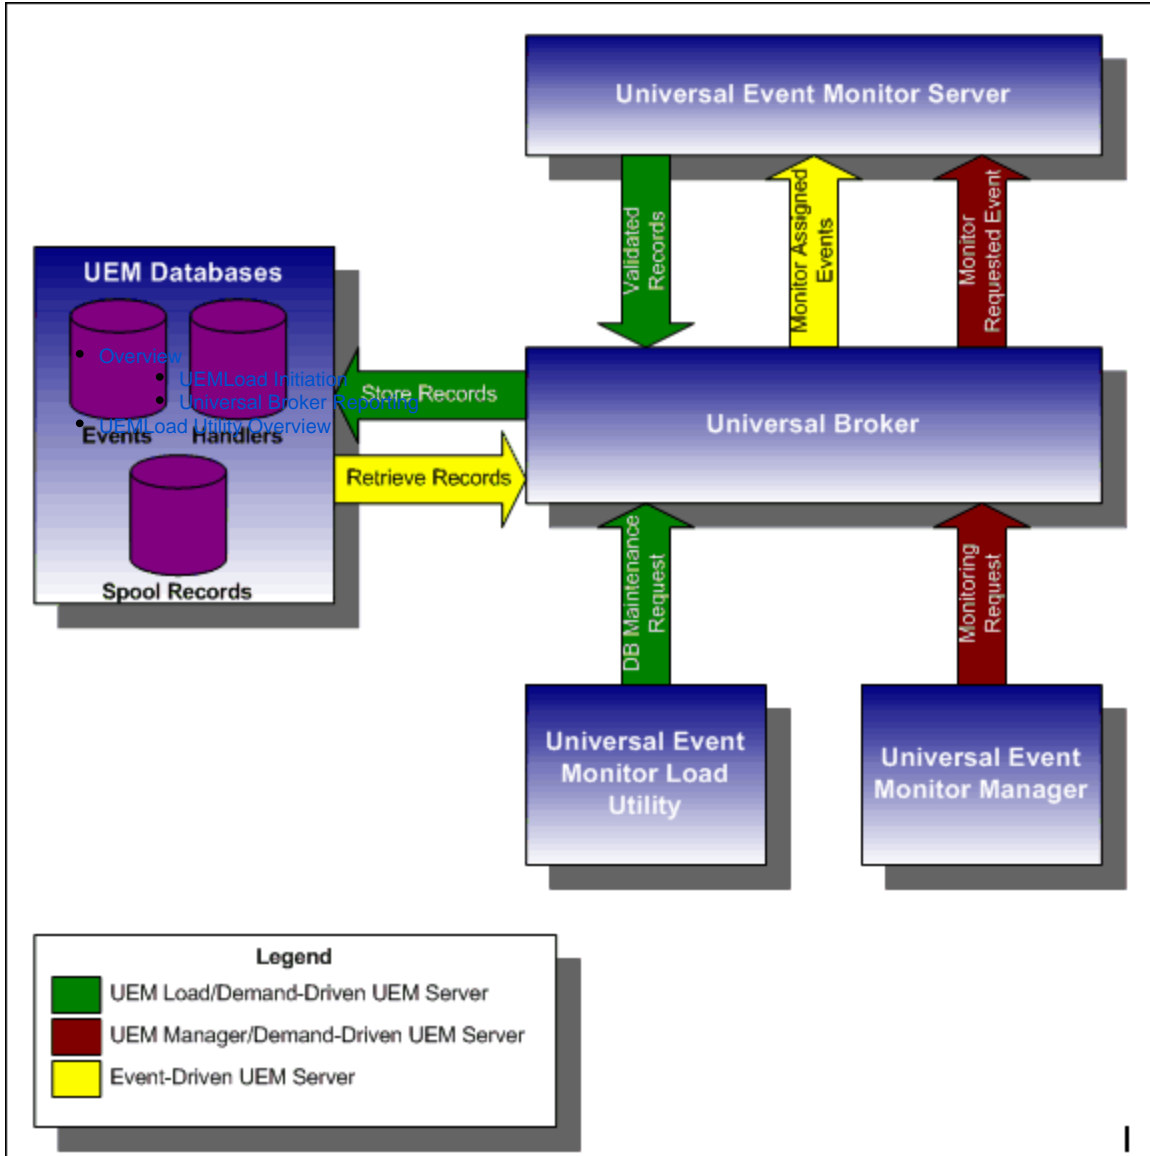 Universal Event Monitor Server
Validated
Records
Monitor Assigned
Events
Monitor
Requested Event
UEM Databases
Overview
UEMLoad Initiation
Universal Broker Reporting
UEMLoad Utility Overview
Events
Handlers
Spool Records
Store Records
Retrieve Records
Universal Broker
DB Maintenance
Request
Monitoring
Request
Universal Event
Monitor Load
Utility
Universal Event
Monitor Manager
Legend
UEM Load/Demand-Driven UEM Server
UEM Manager/Demand-Driven UEM Server
Event-Driven UEM Server
I